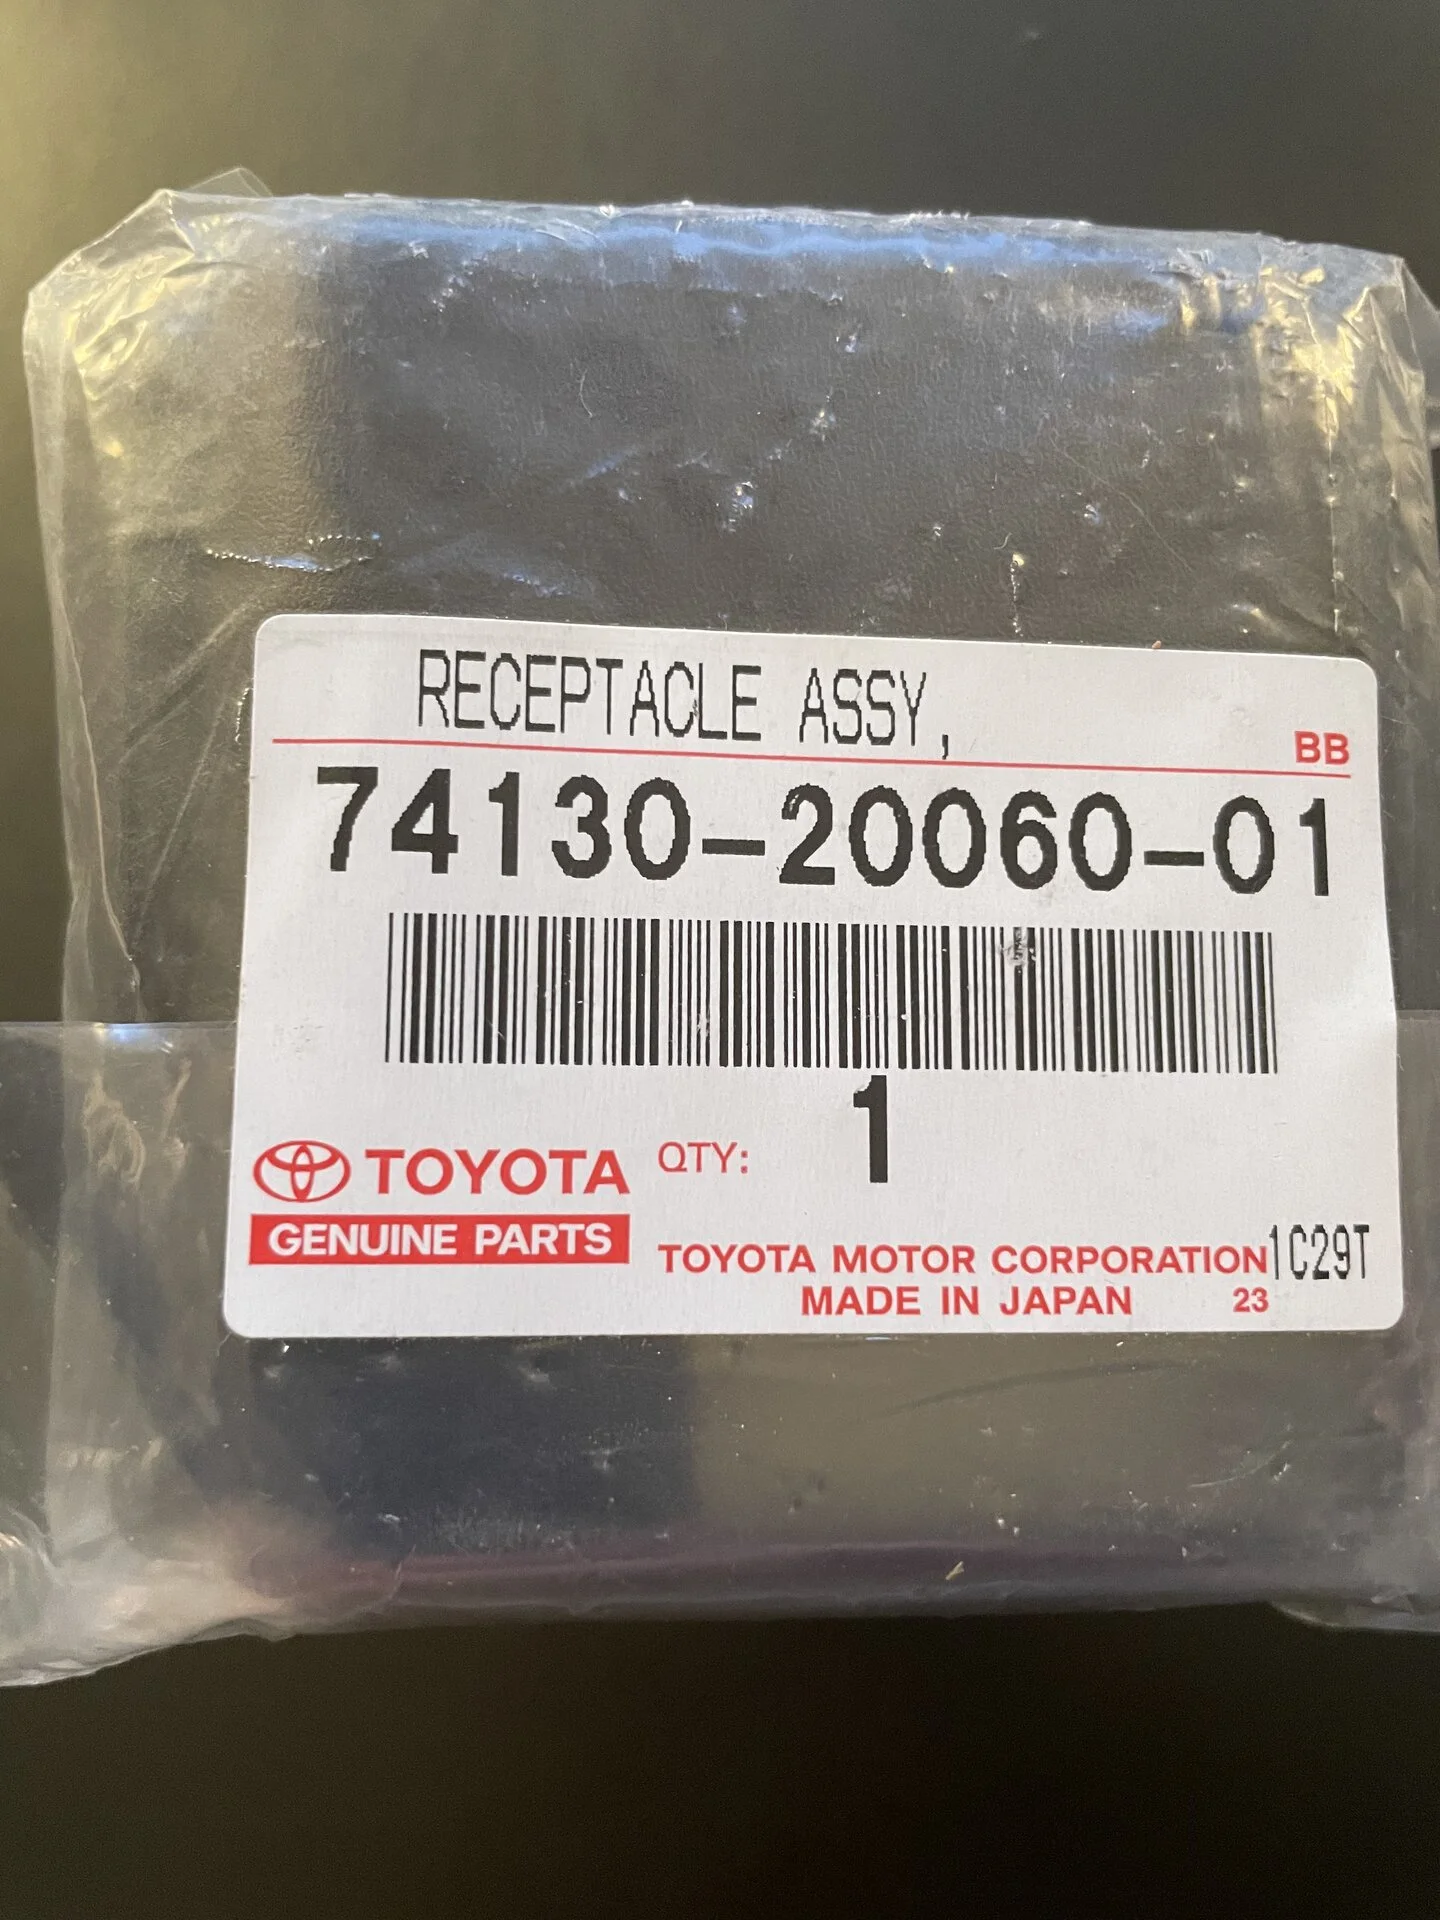 RECEPTACLE ASSY,
BB
74130-20060-01
1
TOYOTA QTY:
GENUINE PARTS
TOYOTA MOTOR CORPORATION 1C29T
MADE IN JAPAN 23